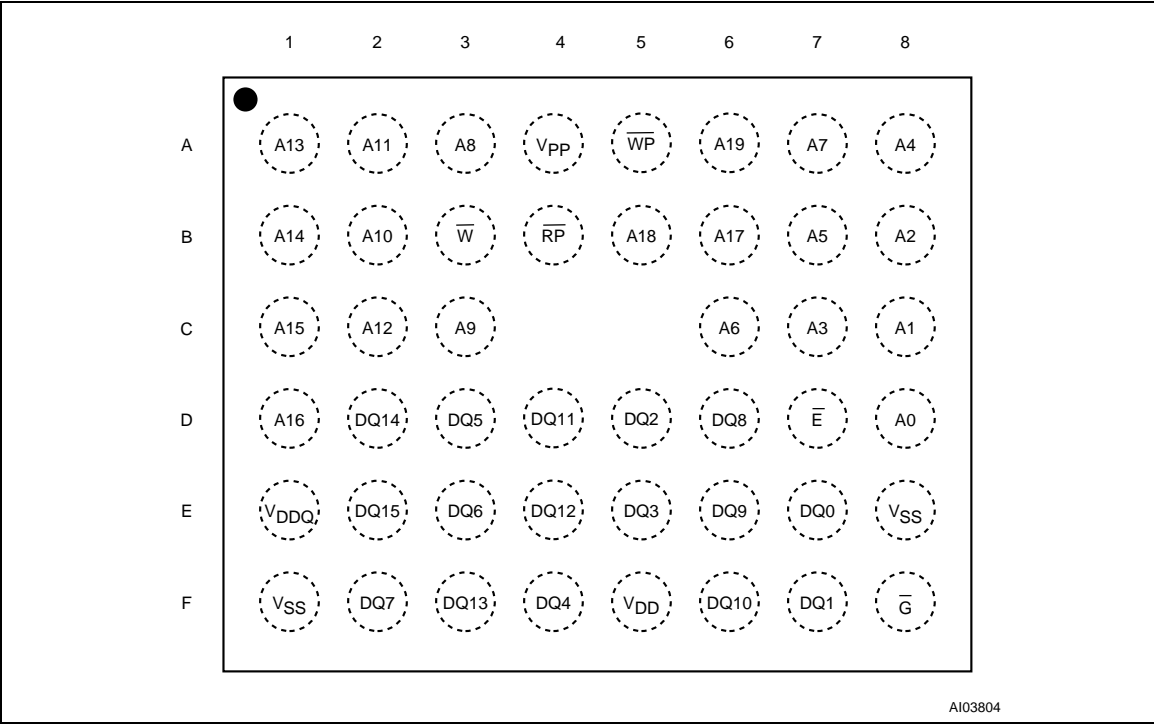 1 2 3 4 5 6 7 8
A A13 A11 A8 VPP W̅P̅ A19 A7 A4
B A14 A10 W̅ R̅P̅ A18 A17 A5 A2
C A15 A12 A9 A6 A3 A1
D A16 DQ14 DQ5 DQ11 DQ2 DQ8 E̅ A0
E VDDQ DQ15 DQ6 DQ12 DQ3 DQ9 DQ0 VSS
F VSS DQ7 DQ13 DQ4 VDD DQ10 DQ1 G̅
AI03804